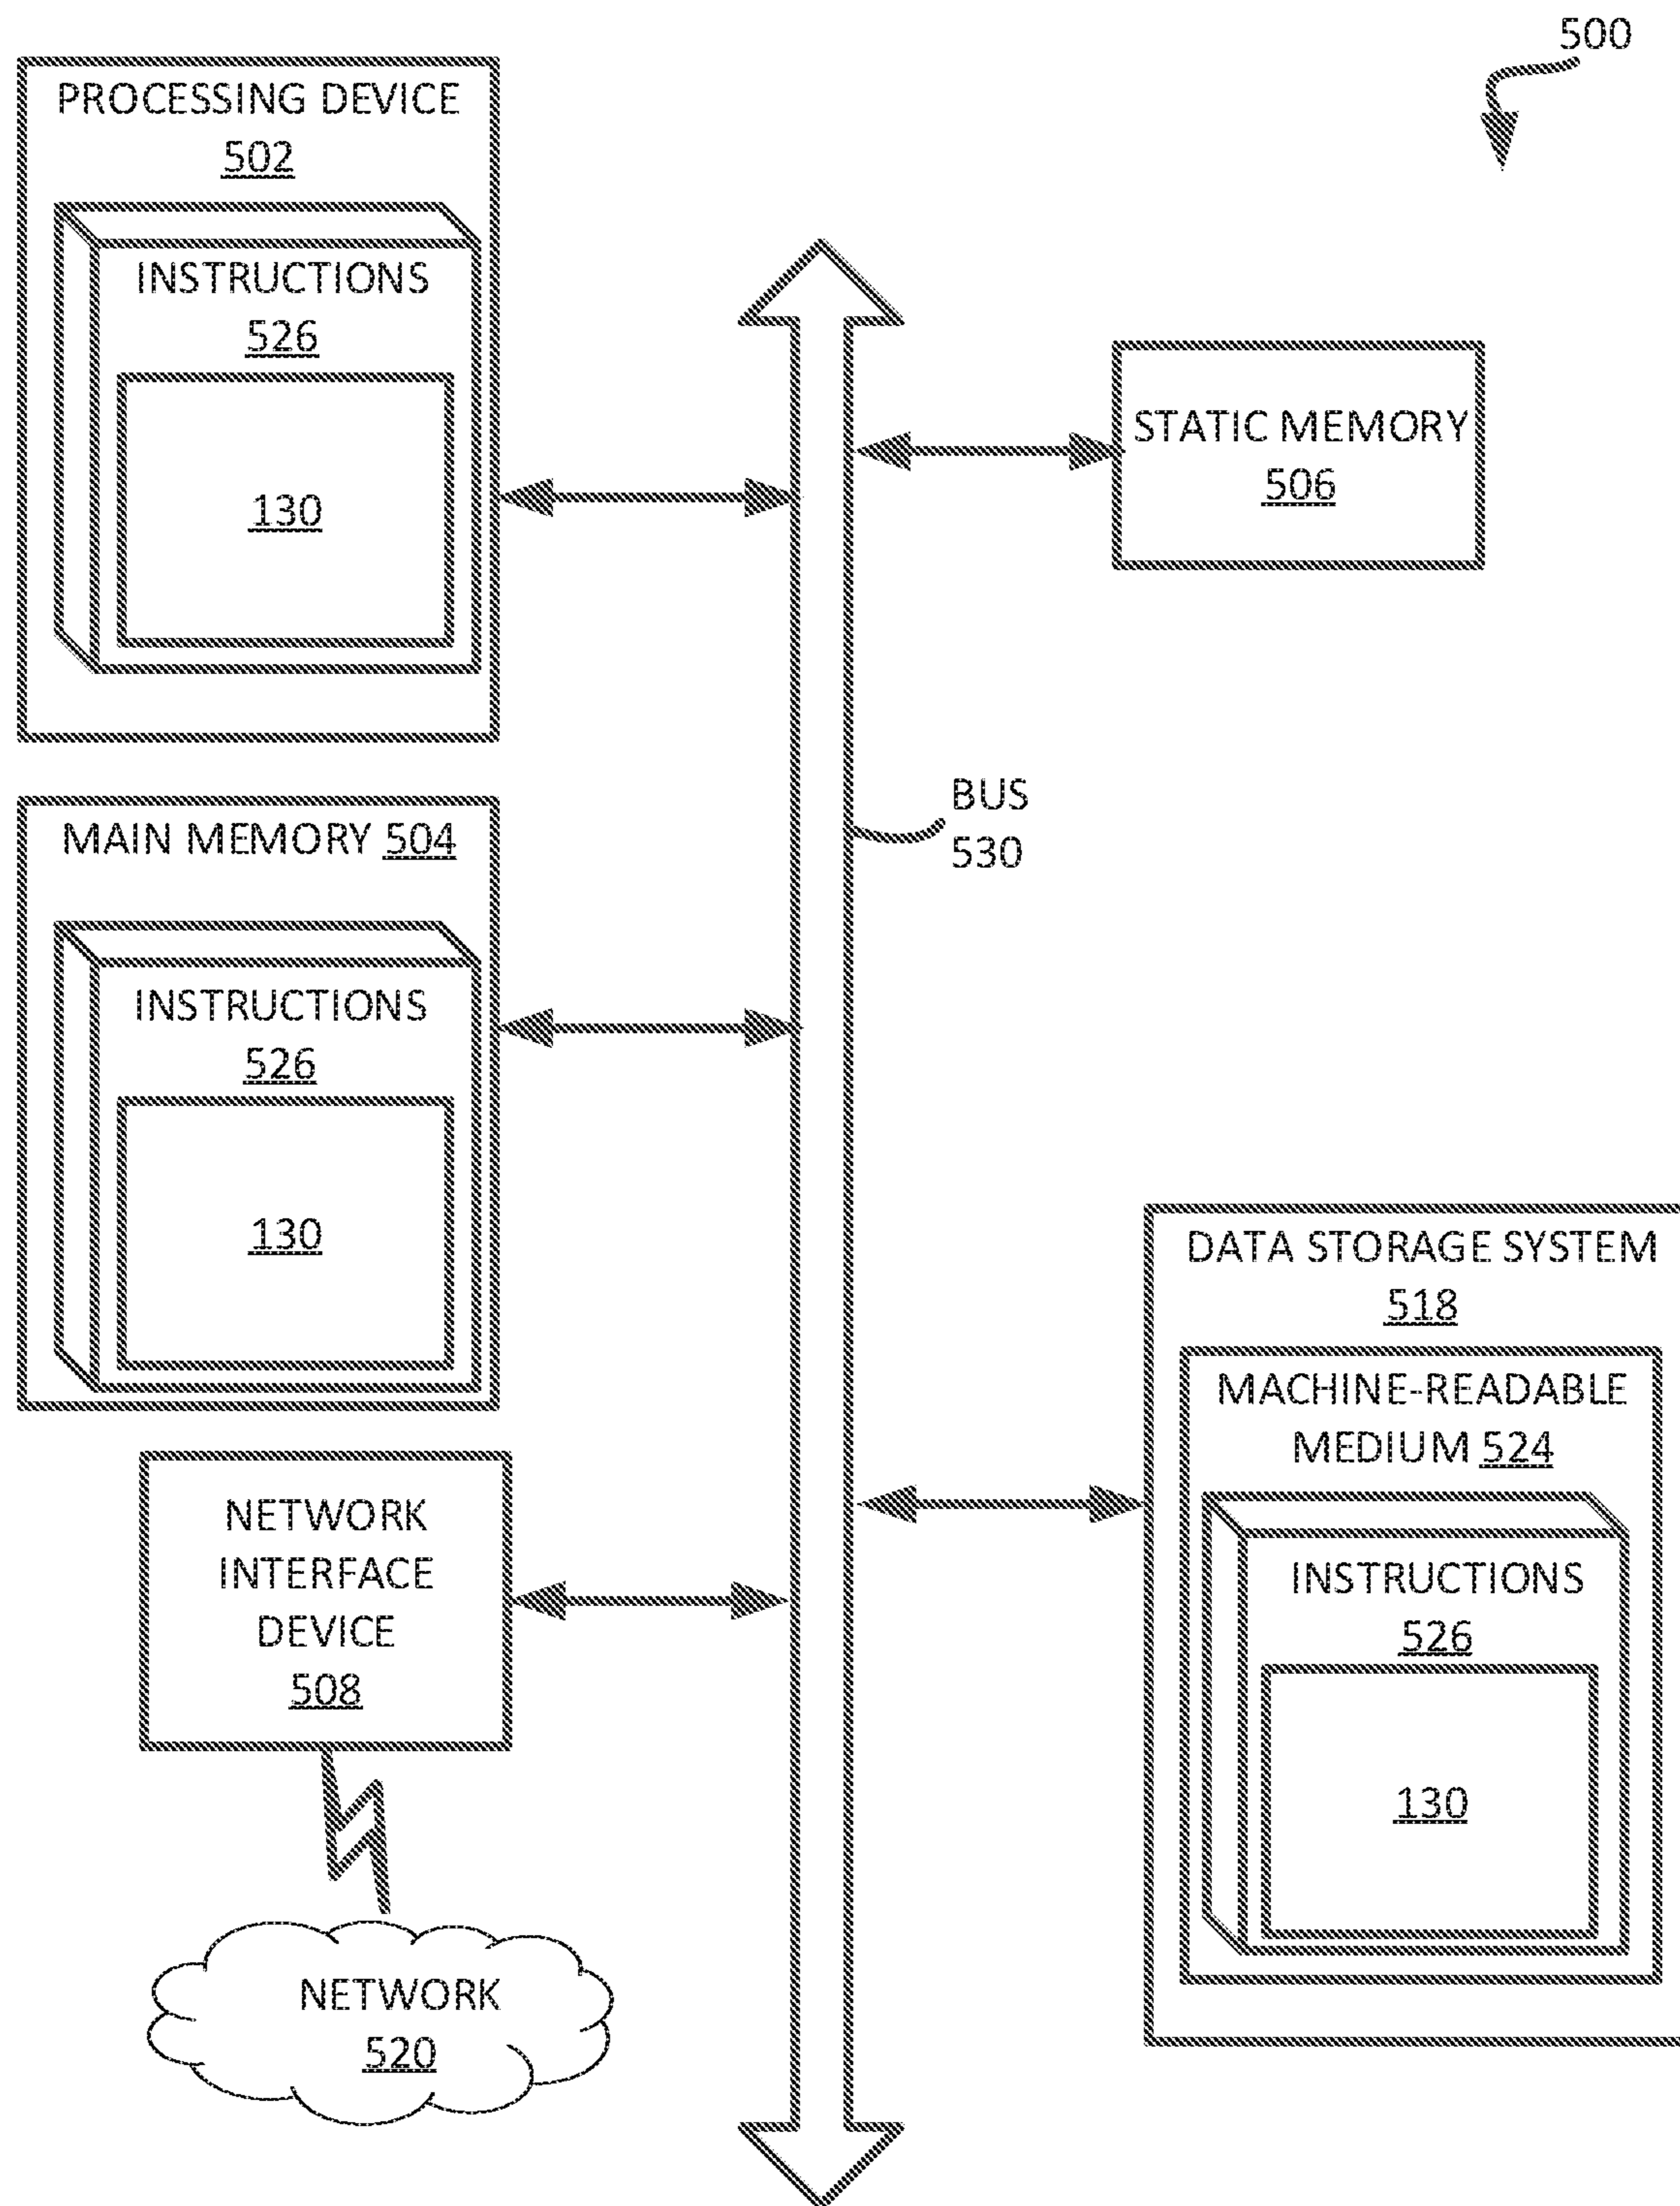 500
PROCESSING DEVICE
502
INSTRUCTIONS
526
130
STATIC MEMORY
506
BUS
530
MAIN MEMORY 504
INSTRUCTIONS
526
130
DATA STORAGE SYSTEM
518
MACHINE-READABLE
MEDIUM 524
INSTRUCTIONS
526
130
NETWORK
INTERFACE
DEVICE
508
NETWORK
520